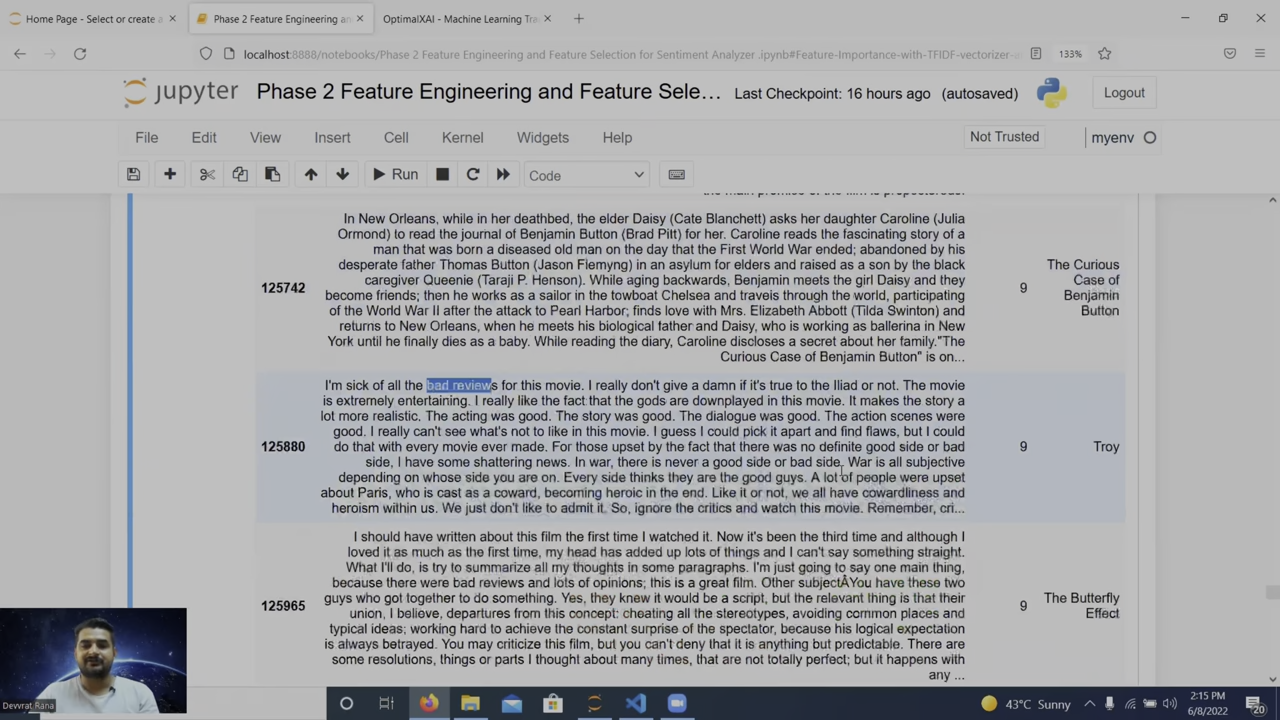 Home Page - Select or create a
Phase 2 Feature Engineering and
OptimalXAI - Machine Learning Tra
localhost:8888/notebooks/Phase 2 Feature Engineering and Feature Selection for Sentiment Analyzer .ipynb#Feature-Importance-with-TFIDF-vectorizer-a
133%
jupyter Phase 2 Feature Engineering and Feature Sele… Last Checkpoint: 16 hours ago (autosaved) Logout
File Edit View Insert Cell Kernel Widgets Help Not Trusted myenv
Run Code
the main premise of the film is preposterous.
In New Orleans, while in her deathbed, the elder Daisy (Cate Blanchett) asks her daughter Caroline (Julia
Ormond) to read the journal of Benjamin Button (Brad Pitt) for her. Caroline reads the fascinating story of a
man that was born a diseased old man on the day that the First World War ended; abandoned by his
desperate father Thomas Button (Jason Flemyng) in an asylum for elders and raised as a son by the black
caregiver Queenie (Taraji P. Henson). While aging backwards, Benjamin meets the girl Daisy and they
become friends; then he works as a sailor in the towboat Chelsea and travels through the world, participating
of the World War II after the attack to Pearl Harbor; finds love with Mrs. Elizabeth Abbott (Tilda Swinton) and
returns to New Orleans, when he meets his biological father and Daisy, who is working as ballerina in New
York until he finally dies as a baby. While reading the diary, Caroline discloses a secret about her family."The
Curious Case of Benjamin Button" is on...
125742
9
The Curious
Case of
Benjamin
Button
I'm sick of all the bad reviews for this movie. I really don't give a damn if it's true to the Iliad or not. The movie
is extremely entertaining. I really like the fact that the gods are downplayed in this movie. It makes the story a
lot more realistic. The acting was good. The story was good. The dialogue was good. The action scenes were
good. I really can't see what's not to like in this movie. I guess I could pick it apart and find flaws, but I could
do that with every movie ever made. For those upset by the fact that there was no definite good side or bad
side, I have some shattering news. In war, there is never a good side or bad side. War is all subjective
depending on whose side you are on. Every side thinks they are the good guys. A lot of people were upset
about Paris, who is cast as a coward, becoming heroic in the end. Like it or not, we all have cowardliness and
heroism within us. We just don't like to admit it. So, ignore the critics and watch this movie. Remember, cri...
125880
9
Troy
I should have written about this film the first time I watched it. Now it's been the third time and although I
loved it as much as the first time, my head has added up lots of things and I can't say something straight.
What I'll do, is try to summarize all my thoughts in some paragraphs. I'm just going to say one main thing,
because there were bad reviews and lots of opinions; this is a great film. Other subjectÂYou have these two
guys who got together to do something. Yes, they knew it would be a script, but the relevant thing is that their
union, I believe, departures from this concept: cheating all the stereotypes, avoiding common places and
typical ideas; working hard to achieve the constant surprise of the spectator, because his logical expectation
is always betrayed. You may criticize this film, but you can't deny that it is anything but predictable. There are
some resolutions, things or parts I thought about many times, that are not totally perfect; but it happens with
any ...
125965
9
The Butterfly
Effect
Devvrat Rana
43°C Sunny
2:15 PM
6/8/2022
20